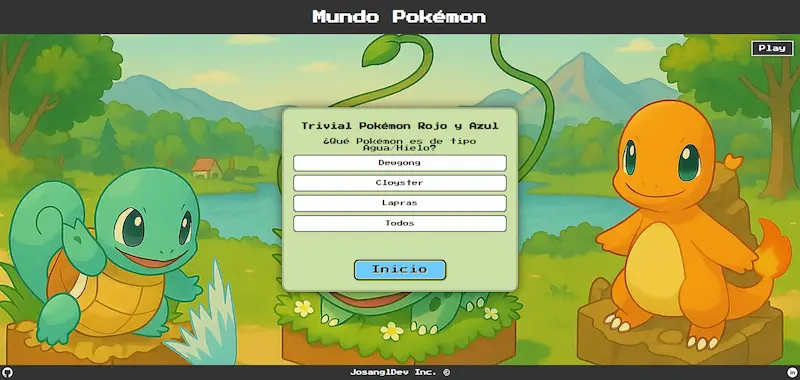 Mundo Pokémon
Play
Trivial Pokémon Rojo y Azul
¿Qué Pokémon es de tipo
Agua/Hielo?
Dewgong
Cloyster
Lapras
Todos
Inicio
JosanglDev Inc. ©
in